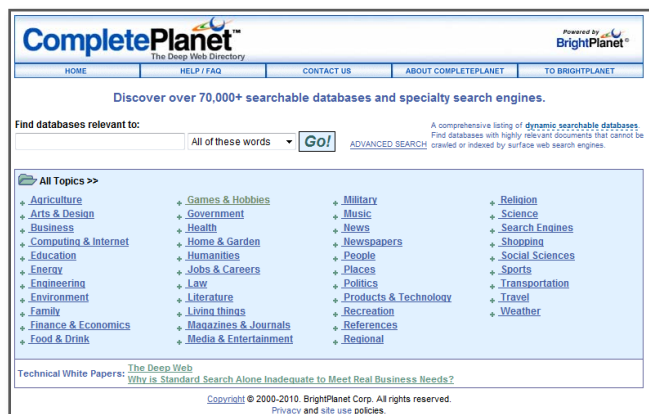 CompletePlanet™
The Deep Web Directory
Powered by
BrightPlanet®
HOME
HELP / FAQ
CONTACT US
ABOUT COMPLETEPLANET
TO BRIGHTPLANET
Discover over 70,000+ searchable databases and specialty search engines.
Find databases relevant to:
All of these words
Go!
ADVANCED SEARCH
A comprehensive listing of dynamic searchable databases.
Find databases with highly relevant documents that cannot be
crawled or indexed by surface web search engines.
All Topics >>
Agriculture
Arts & Design
Business
Computing & Internet
Education
Energy
Engineering
Environment
Family
Finance & Economics
Food & Drink
Games & Hobbies
Government
Health
Home & Garden
Humanities
Jobs & Careers
Law
Literature
Living things
Magazines & Journals
Media & Entertainment
Military
Music
News
Newspapers
People
Places
Politics
Products & Technology
Recreation
References
Regional
Religion
Science
Search Engines
Shopping
Social Sciences
Sports
Transportation
Travel
Weather
Technical White Papers:
The Deep Web
Why is Standard Search Alone Inadequate to Meet Real Business Needs?
Copyright © 2000-2010. BrightPlanet Corp. All rights reserved.
Privacy and site use policies.